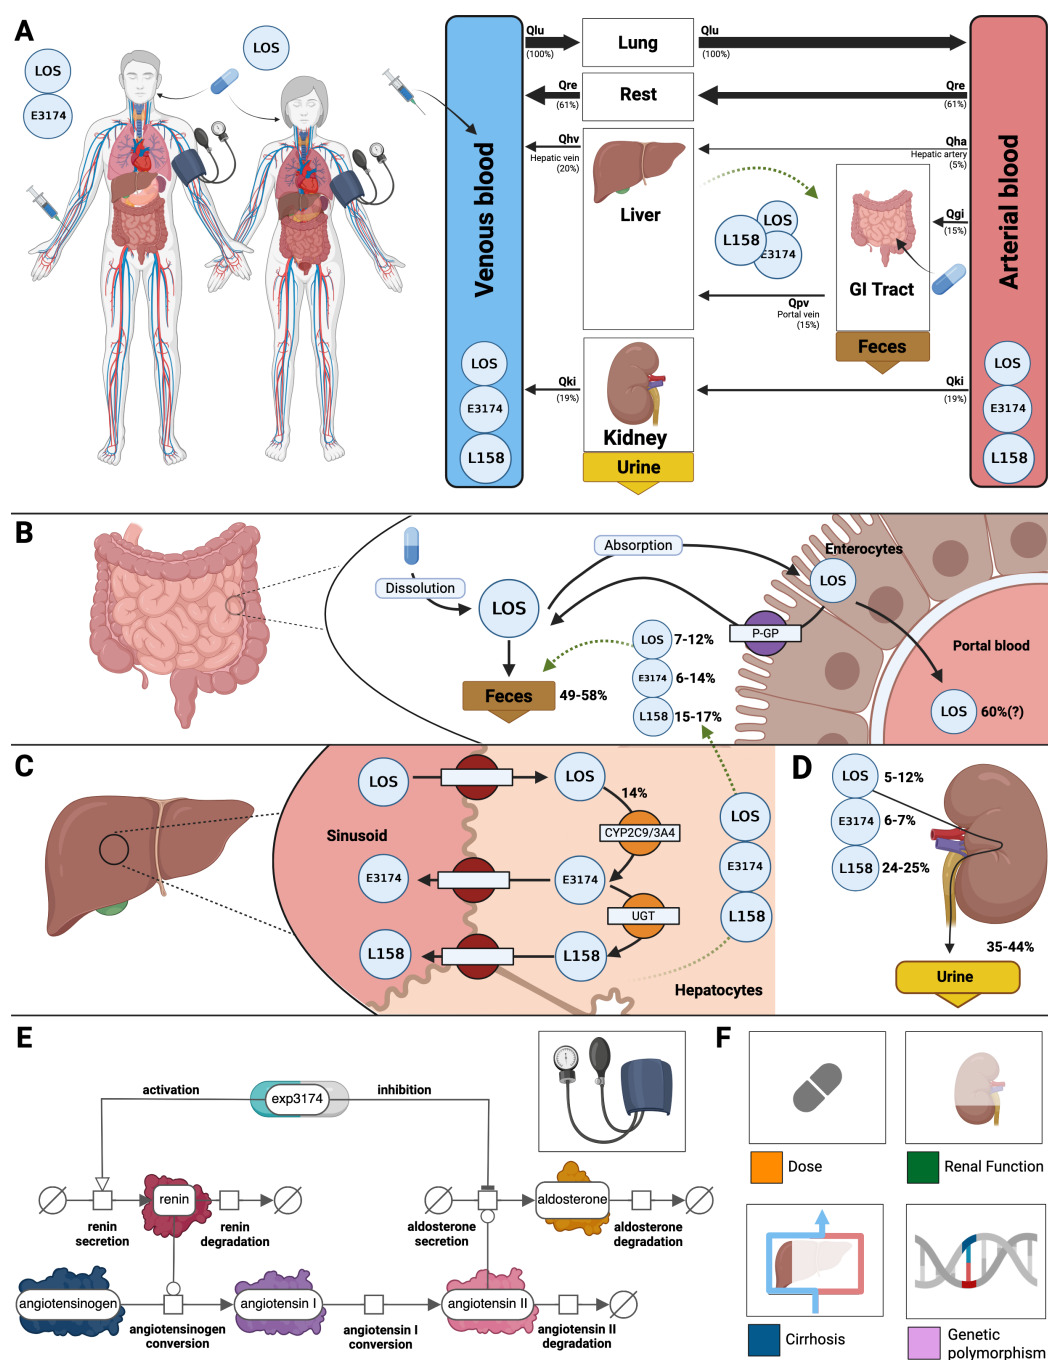 A
LOS
E3174
LOS
Venous blood
LOS
E3174
L158
Qlu
(100%)
Lung
Qlu
(100%)
Qre
(61%)
Rest
Qre
(61%)
Qhv
Hepatic vein
(20%)
Liver
Qha
Hepatic artery
(5%)
LOS
L158
E3174
Qgi
(15%)
GI Tract
Qpv
Portal vein
(15%)
Feces
Qki
(19%)
Kidney
Urine
Qki
(19%)
Arterial blood
LOS
E3174
L158
B
Dissolution
LOS
Absorption
Enterocytes
LOS
P-GP
Feces
49-58%
LOS
7-12%
E3174
6-14%
L158
15-17%
Portal blood
LOS
60%(?)
C
Sinusoid
LOS
LOS
14%
CYP2C9/3A4
E3174
E3174
UGT
L158
L158
LOS
E3174
L158
Hepatocytes
D
LOS
5-12%
E3174
6-7%
L158
24-25%
35-44%
Urine
E
activation
exp3174
inhibition
renin
secretion
renin
renin
degradation
aldosterone
secretion
aldosterone
aldosterone
degradation
angiotensinogen
angiotensinogen
conversion
angiotensin I
angiotensin I
conversion
angiotensin II
angiotensin II
degradation
F
Dose
Renal Function
Cirrhosis
Genetic
polymorphism